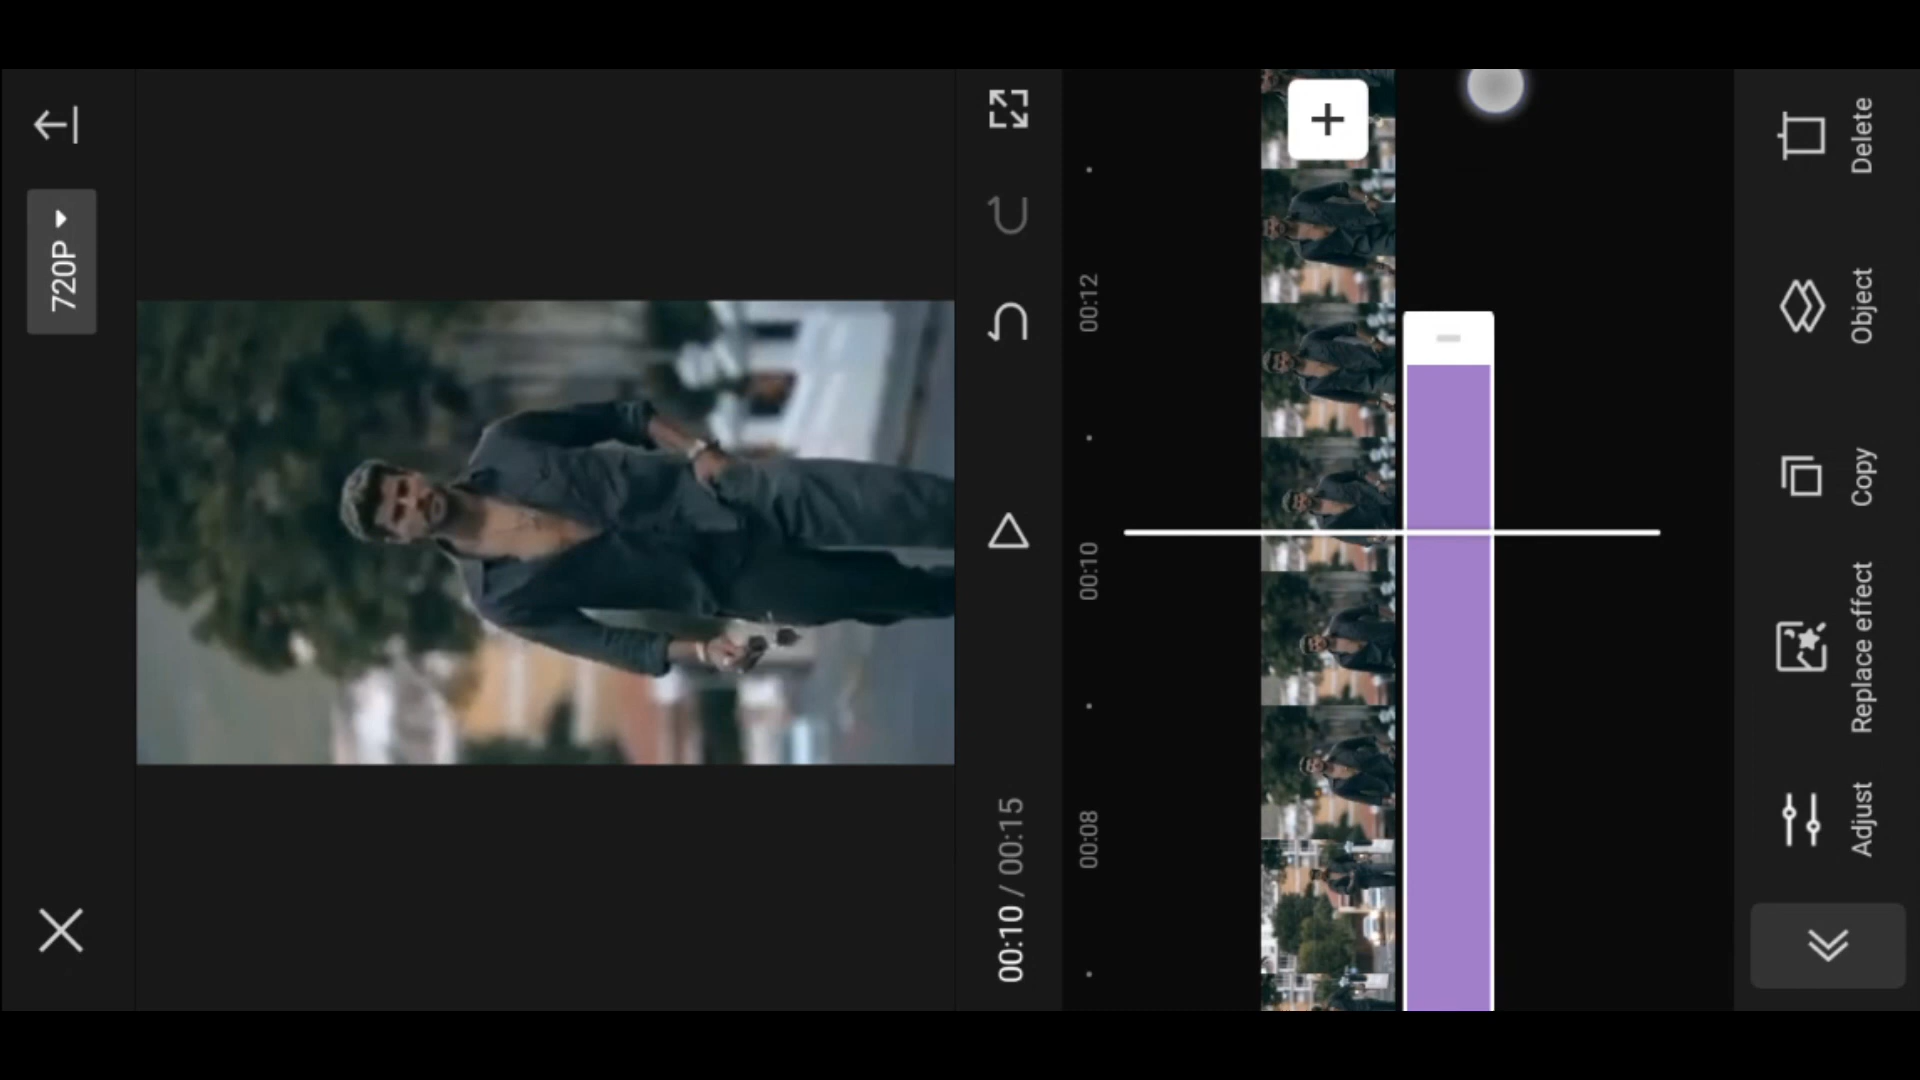 720P
00:10 / 00:15
00:08
00:10
00:12
Adjust
Replace effect
Copy
Object
Delete